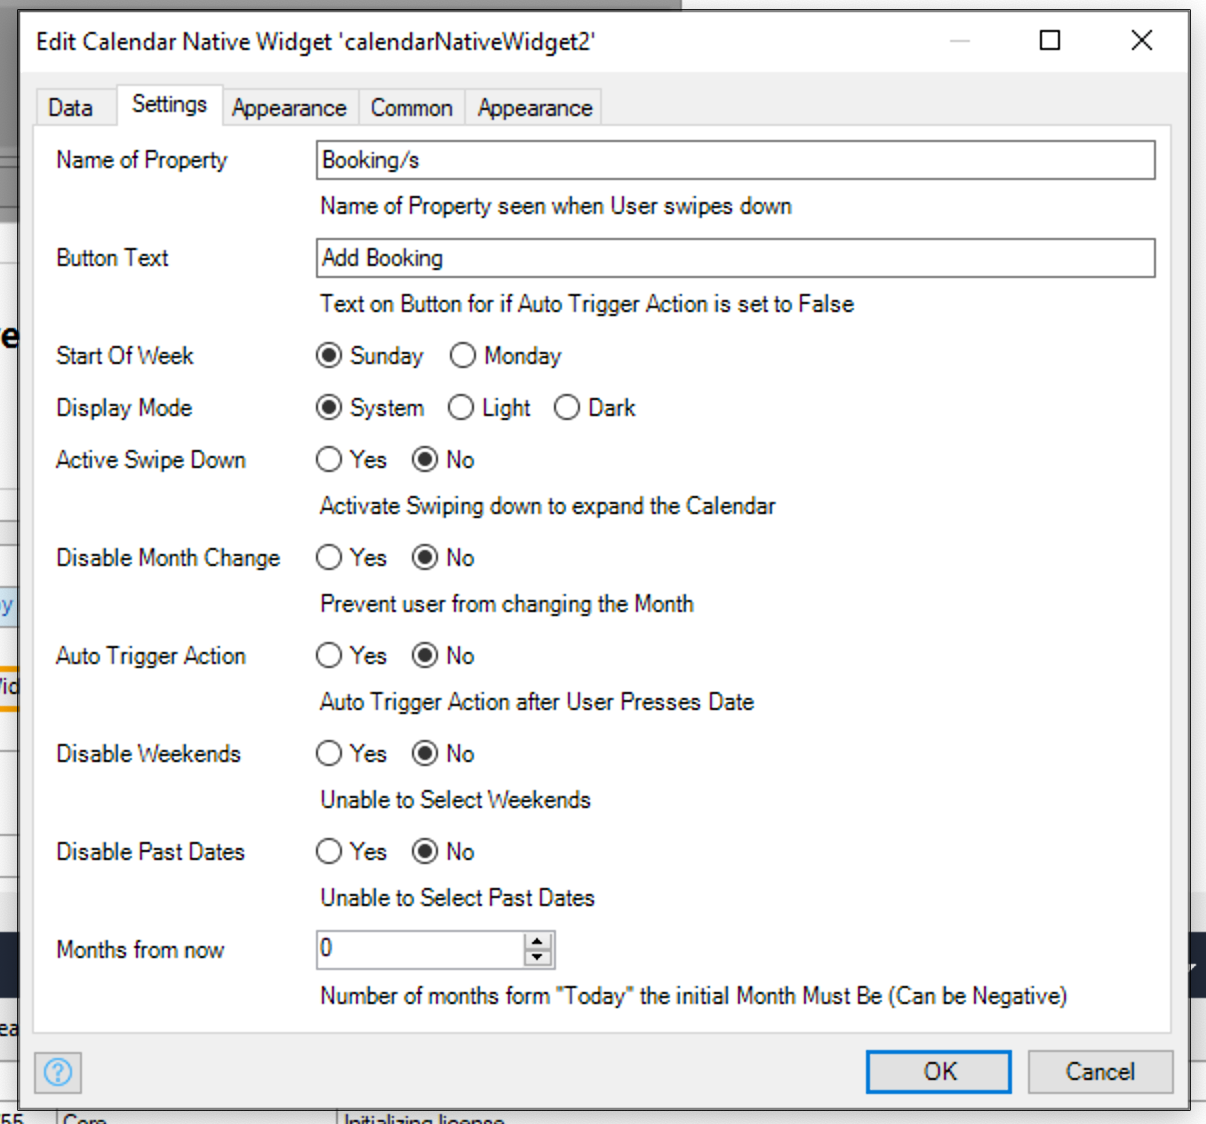 Edit Calendar Native Widget 'calendarNativeWidget2'
Data Settings Appearance Common Appearance
Name of Property Booking/s
Name of Property seen when User swipes down
Button Text Add Booking
Text on Button for if Auto Trigger Action is set to False
Start Of Week Sunday Monday
Display Mode System Light Dark
Active Swipe Down Yes No
Activate Swiping down to expand the Calendar
Disable Month Change Yes No
Prevent user from changing the Month
Auto Trigger Action Yes No
Auto Trigger Action after User Presses Date
Disable Weekends Yes No
Unable to Select Weekends
Disable Past Dates Yes No
Unable to Select Past Dates
Months from now 0
Number of months form "Today" the initial Month Must Be (Can be Negative)
? OK Cancel
55 Core Initializing license